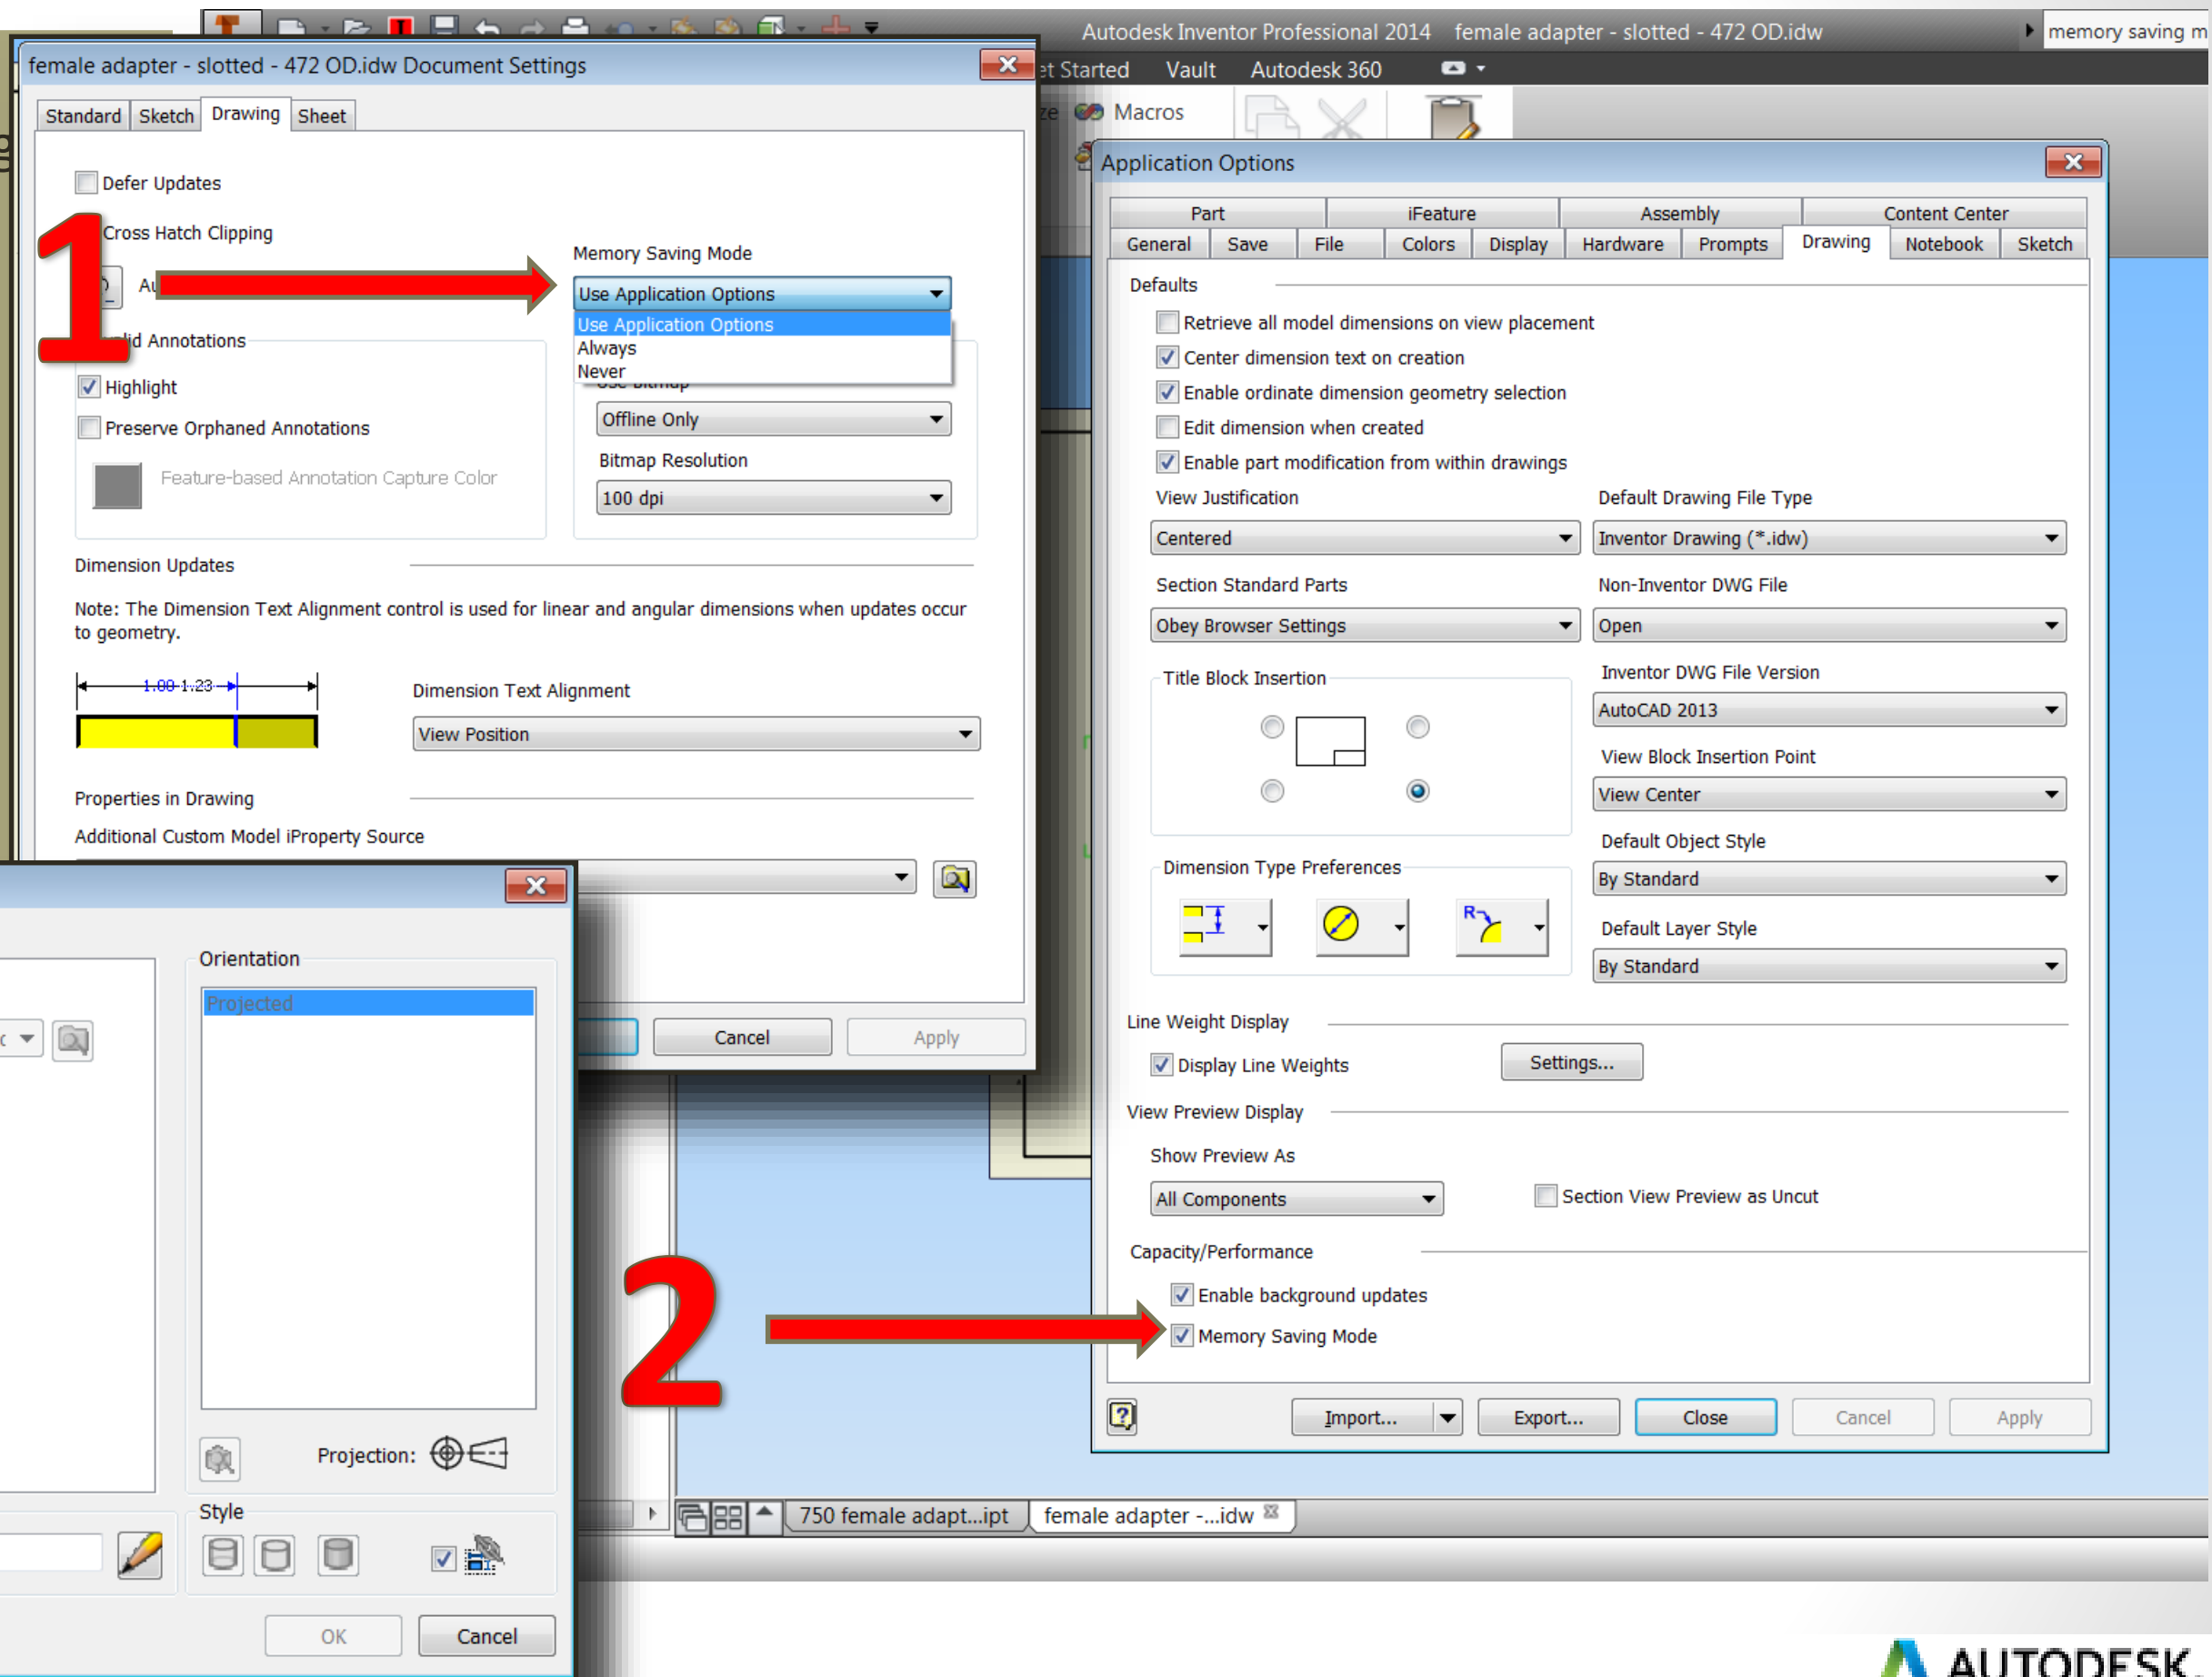 Autodesk Inventor Professional 2014 female adapter - slotted - 472 OD.idw
memory saving m
Vault Autodesk 360
Macros
female adapter - slotted - 472 OD.idw Document Settings
Standard Sketch Drawing Sheet
Defer Updates
Cross Hatch Clipping
1
Memory Saving Mode
Use Application Options
Use Application Options
Always
Never
Annotations
Highlight
Preserve Orphaned Annotations
Feature-based Annotation Capture Color
Use Bitmap
Offline Only
Bitmap Resolution
100 dpi
Dimension Updates
Note: The Dimension Text Alignment control is used for linear and angular dimensions when updates occur
to geometry.
1.00 1.23
Dimension Text Alignment
View Position
Properties in Drawing
Additional Custom Model iProperty Source
Cancel Apply
Orientation
Projected
Projection:
Style
OK Cancel
2
Application Options
Part iFeature Assembly Content Center
General Save File Colors Display Hardware Prompts Drawing Notebook Sketch
Defaults
Retrieve all model dimensions on view placement
Center dimension text on creation
Enable ordinate dimension geometry selection
Edit dimension when created
Enable part modification from within drawings
View Justification
Centered
Default Drawing File Type
Inventor Drawing (*.idw)
Section Standard Parts
Obey Browser Settings
Non-Inventor DWG File
Open
Title Block Insertion
Inventor DWG File Version
AutoCAD 2013
View Block Insertion Point
View Center
Default Object Style
By Standard
Dimension Type Preferences
R
Default Layer Style
By Standard
Line Weight Display
Display Line Weights
Settings...
View Preview Display
Show Preview As
All Components
Section View Preview as Uncut
Capacity/Performance
Enable background updates
Memory Saving Mode
Import... Export... Close Cancel Apply
750 female adapt...ipt female adapter -...idw
AUTODESK